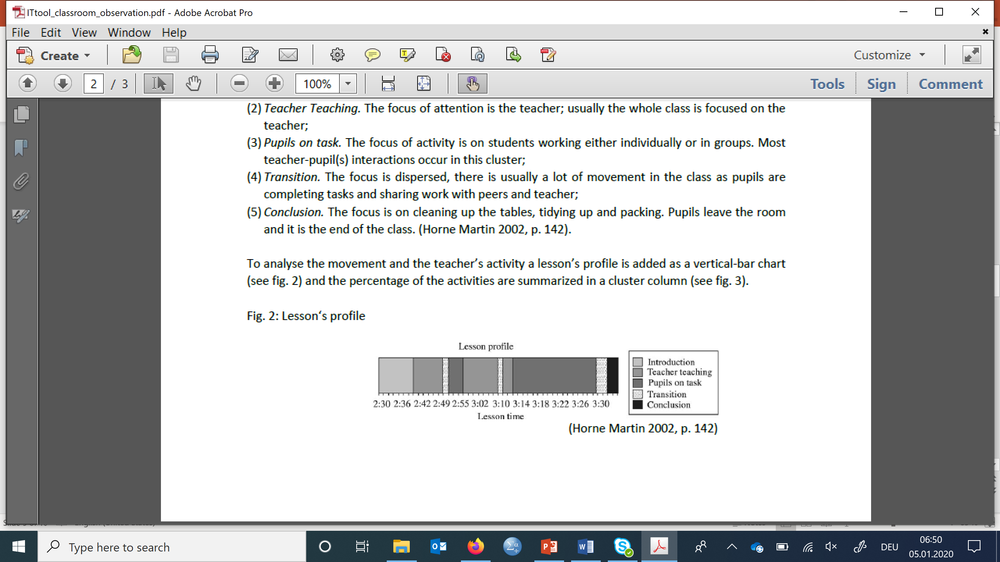 ITtool_classroom_observation.pdf - Adobe Acrobat Pro
File Edit View Window Help
Create
Customize
2 / 3
100%
Tools Sign Comment
(2) Teacher Teaching. The focus of attention is the teacher; usually the whole class is focused on the
teacher;
(3) Pupils on task. The focus of activity is on students working either individually or in groups. Most
teacher-pupil(s) interactions occur in this cluster;
(4) Transition. The focus is dispersed, there is usually a lot of movement in the class as pupils are
completing tasks and sharing work with peers and teacher;
(5) Conclusion. The focus is on cleaning up the tables, tidying up and packing. Pupils leave the room
and it is the end of the class. (Horne Martin 2002, p. 142).
To analyse the movement and the teacher’s activity a lesson’s profile is added as a vertical-bar chart
(see fig. 2) and the percentage of the activities are summarized in a cluster column (see fig. 3).
Fig. 2: Lesson‘s profile
Lesson profile
2:30 2:36 2:42 2:49 2:55 3:02 3:10 3:14 3:18 3:22 3:26 3:30
Lesson time
Introduction
Teacher teaching
Pupils on task
Transition
Conclusion
(Horne Martin 2002, p. 142)
Type here to search
DEU
06:50
05.01.2020